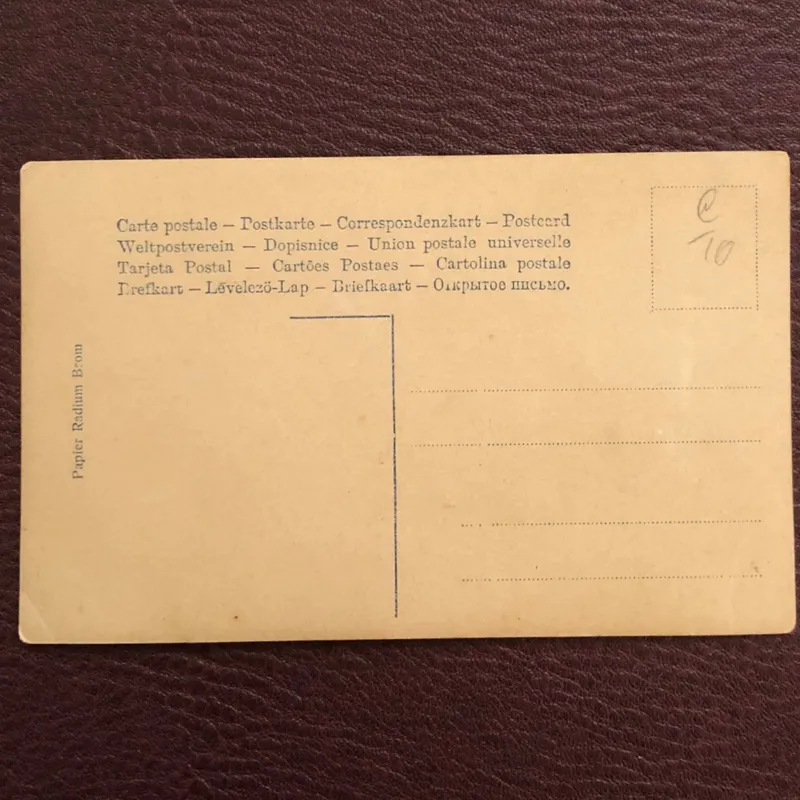 Carte postale — Postkarte — Correspondenzkart — Postcard
Weltpostverein — Dopisnice — Union postale universelle
Tarjeta Postal — Cartões Postaes — Cartolina postale
Brefkart — Lévelező-Lap — Briefkaart — Открытое письмо.
Papier Radium Brom
10